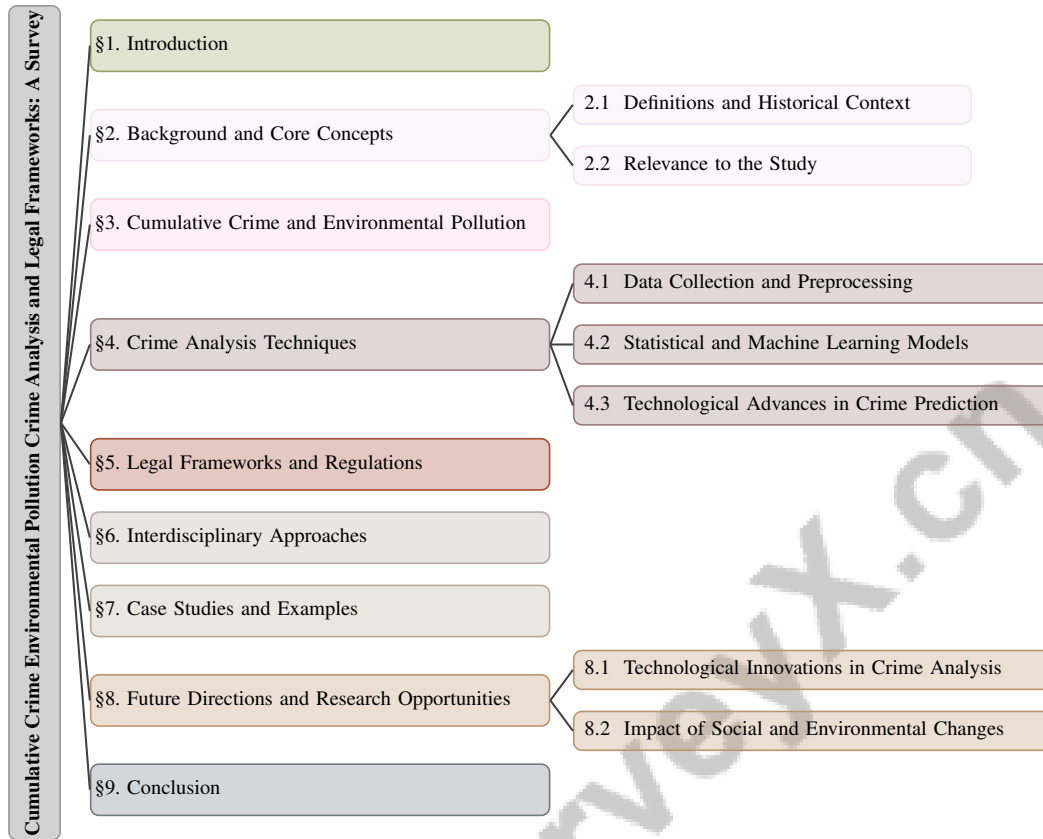 Cumulative Crime Environmental Pollution Crime Analysis and Legal Frameworks: A Survey
§1. Introduction
§2. Background and Core Concepts
2.1 Definitions and Historical Context
2.2 Relevance to the Study
§3. Cumulative Crime and Environmental Pollution
§4. Crime Analysis Techniques
4.1 Data Collection and Preprocessing
4.2 Statistical and Machine Learning Models
4.3 Technological Advances in Crime Prediction
§5. Legal Frameworks and Regulations
§6. Interdisciplinary Approaches
§7. Case Studies and Examples
§8. Future Directions and Research Opportunities
8.1 Technological Innovations in Crime Analysis
8.2 Impact of Social and Environmental Changes
§9. Conclusion
rveyx.cn